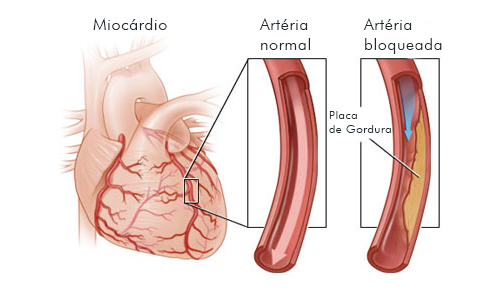 Miocárdio
Artéria
normal
Artéria
bloqueada
Placa
de Gordura